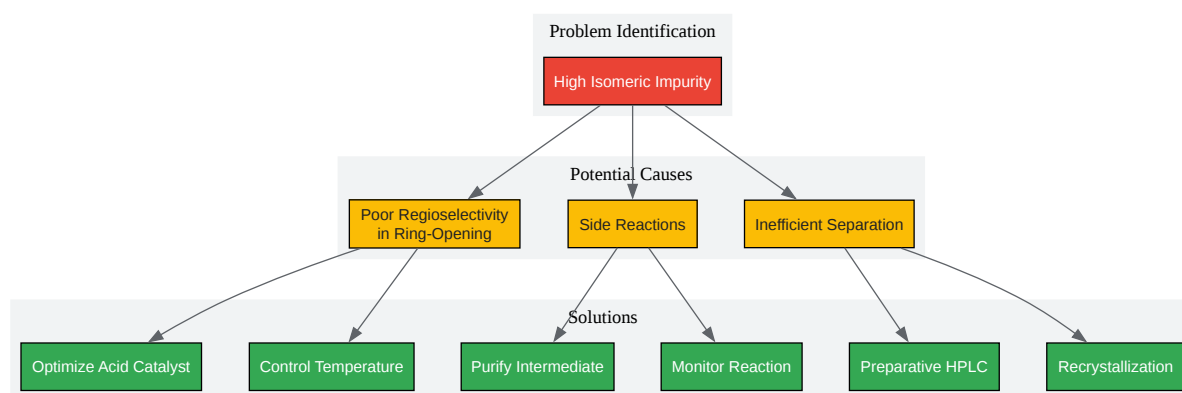 Problem Identification
High Isomeric Impurity
Potential Causes
Poor Regioselectivity
in Ring-Opening
Side Reactions
Inefficient Separation
Solutions
Optimize Acid Catalyst
Control Temperature
Purify Intermediate
Monitor Reaction
Preparative HPLC
Recrystallization